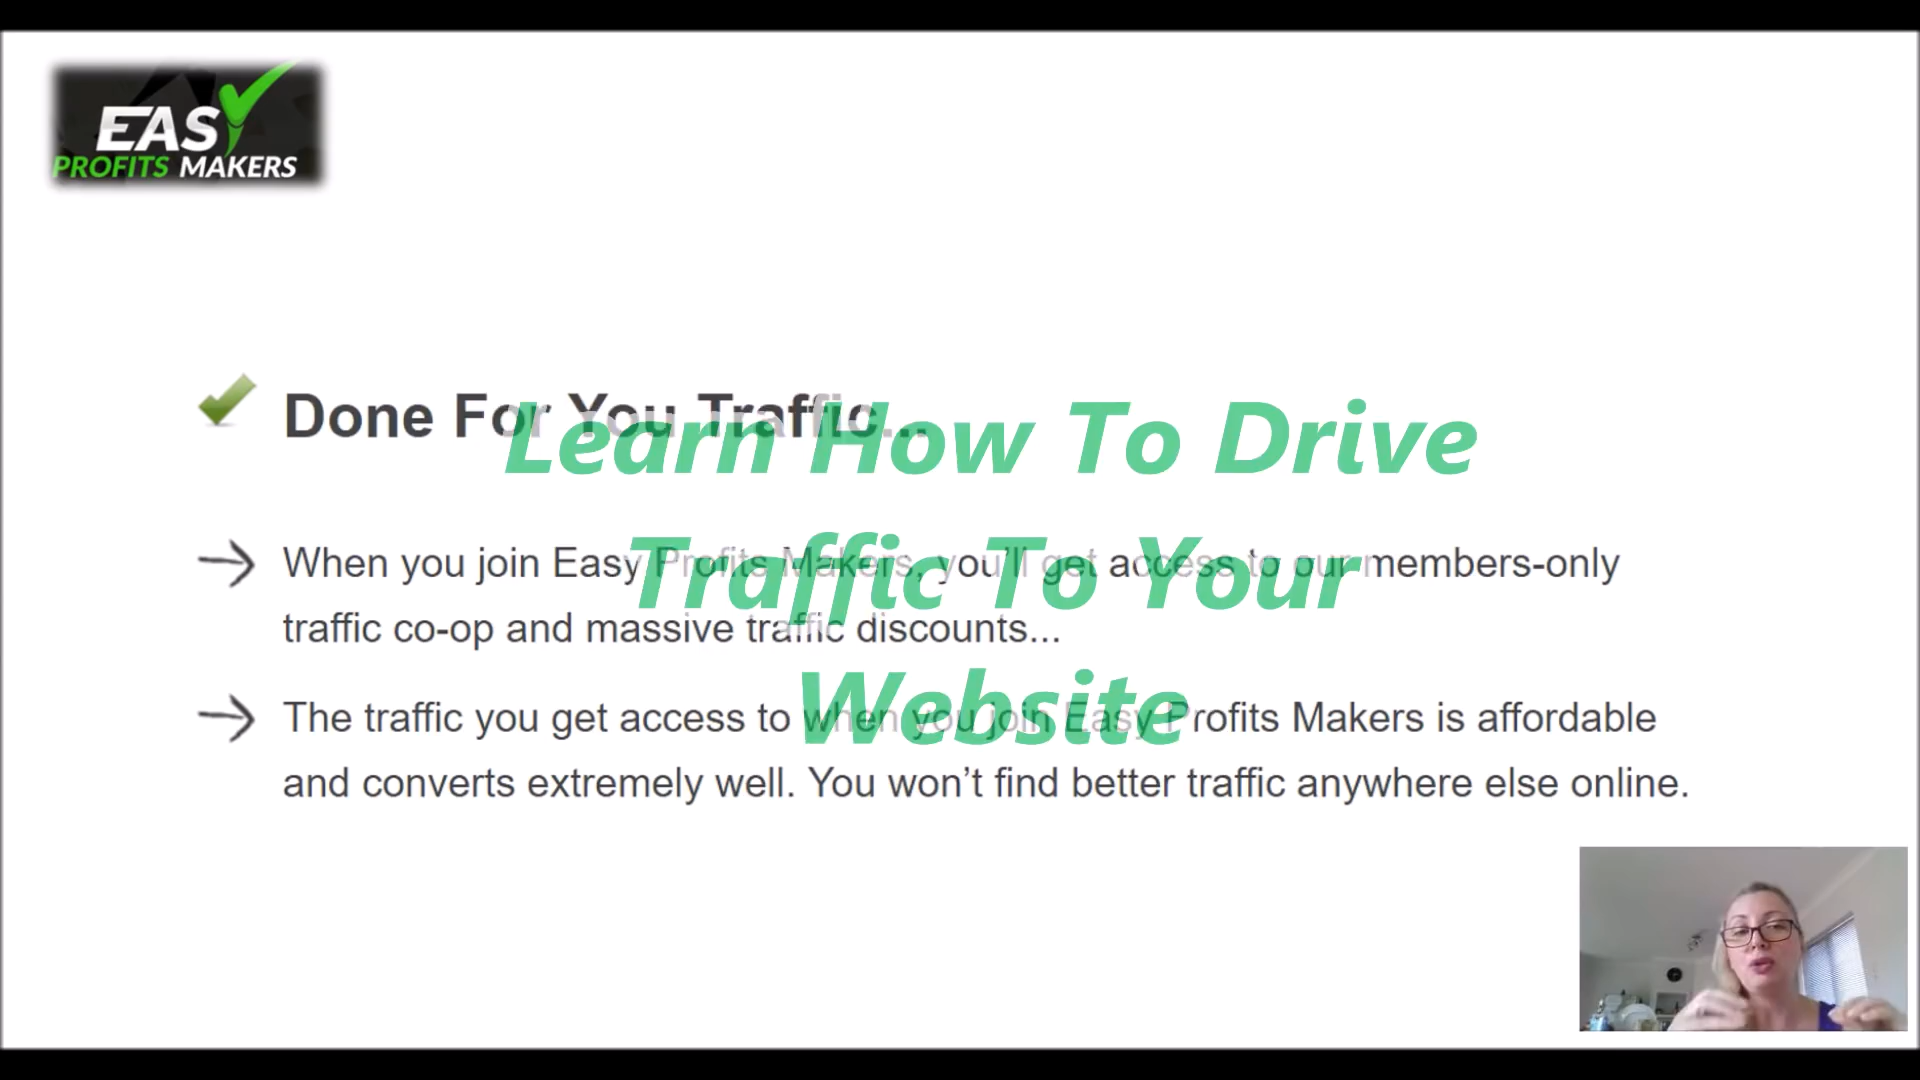 EASY
PROFITS MAKERS
Done For You Traffic...
Learn How To Drive
Traffic To Your
Website
When you join Easy Profits Makers, you'll get access to our members-only
traffic co-op and massive traffic discounts...
The traffic you get access to when you join Easy Profits Makers is affordable
and converts extremely well. You won’t find better traffic anywhere else online.